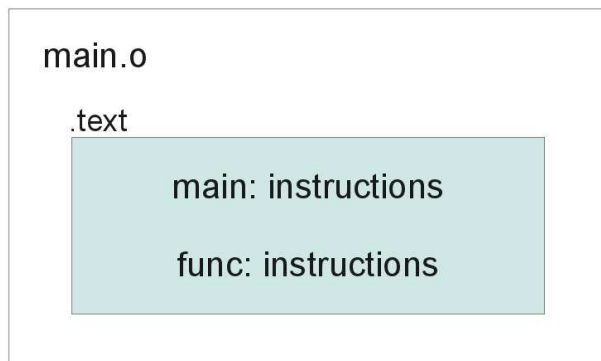 main.o
.text
main: instructions
func: instructions